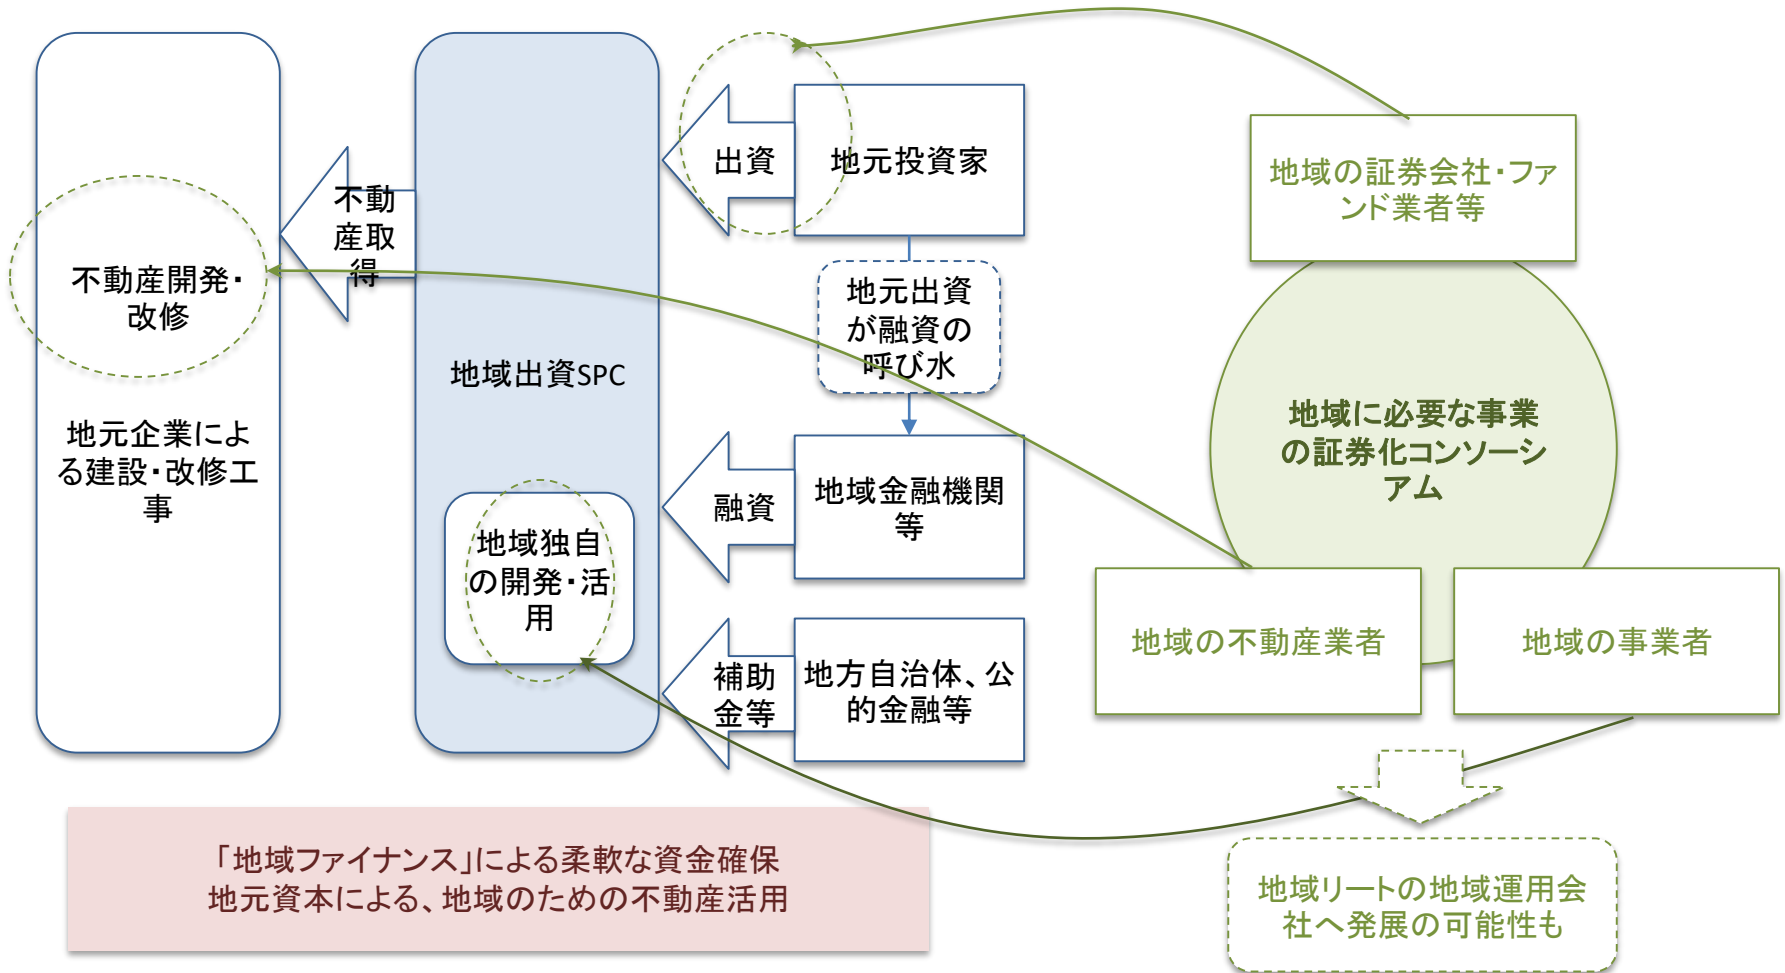 不動産開発・
改修
地元企業によ
る建設・改修工
事
不動
産取
得
地域出資SPC
地域独自
の開発・活
用
出資
地元投資家
地元出資
が融資の
呼び水
融資
地域金融機関
等
補助
金等
地方自治体、公
的金融等
地域の証券会社・ファ
ンド業者等
地域に必要な事業
の証券化コンソーシ
アム
地域の不動産業者
地域の事業者
地域リートの地域運用会
社へ発展の可能性も
「地域ファイナンス」による柔軟な資金確保
地元資本による、地域のための不動産活用